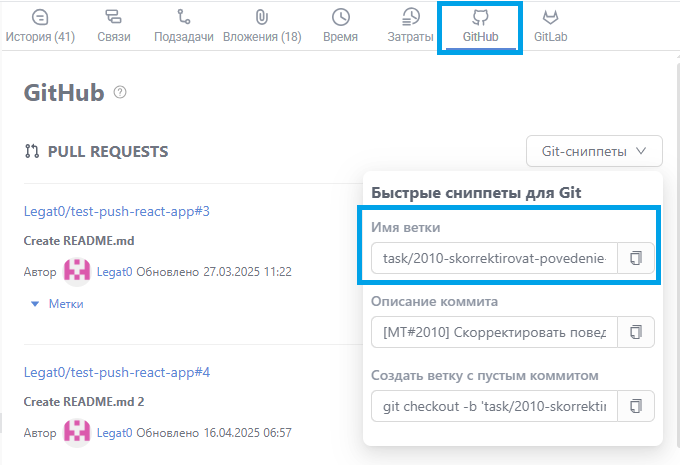 История (41) Связи Подзадачи Вложения (18) Время Затраты GitHub GitLab
GitHub
PULL REQUESTS
Git-сниппеты
Legat0/test-push-react-app#3
Create README.md
Автор Legat0 Обновлено 27.03.2025 11:22
Метки
Legat0/test-push-react-app#4
Create README.md 2
Автор Legat0 Обновлено 16.04.2025 06:57
Быстрые сниппеты для Git
Имя ветки
task/2010-skorrektirovat-povedenie-
Описание коммита
[MT#2010] Скорректировать повед
Создать ветку с пустым коммитом
git checkout -b 'task/2010-skorrektir